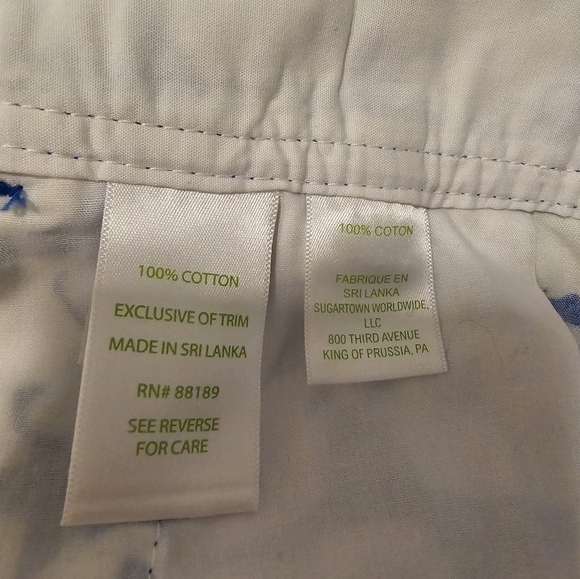 100% COTTON
EXCLUSIVE OF TRIM
MADE IN SRI LANKA
RN# 88189
SEE REVERSE
FOR CARE
100% COTON
FABRIQUE EN
SRI LANKA
SUGARTOWN WORLDWIDE,
LLC
800 THIRD AVENUE
KING OF PRUSSIA, PA